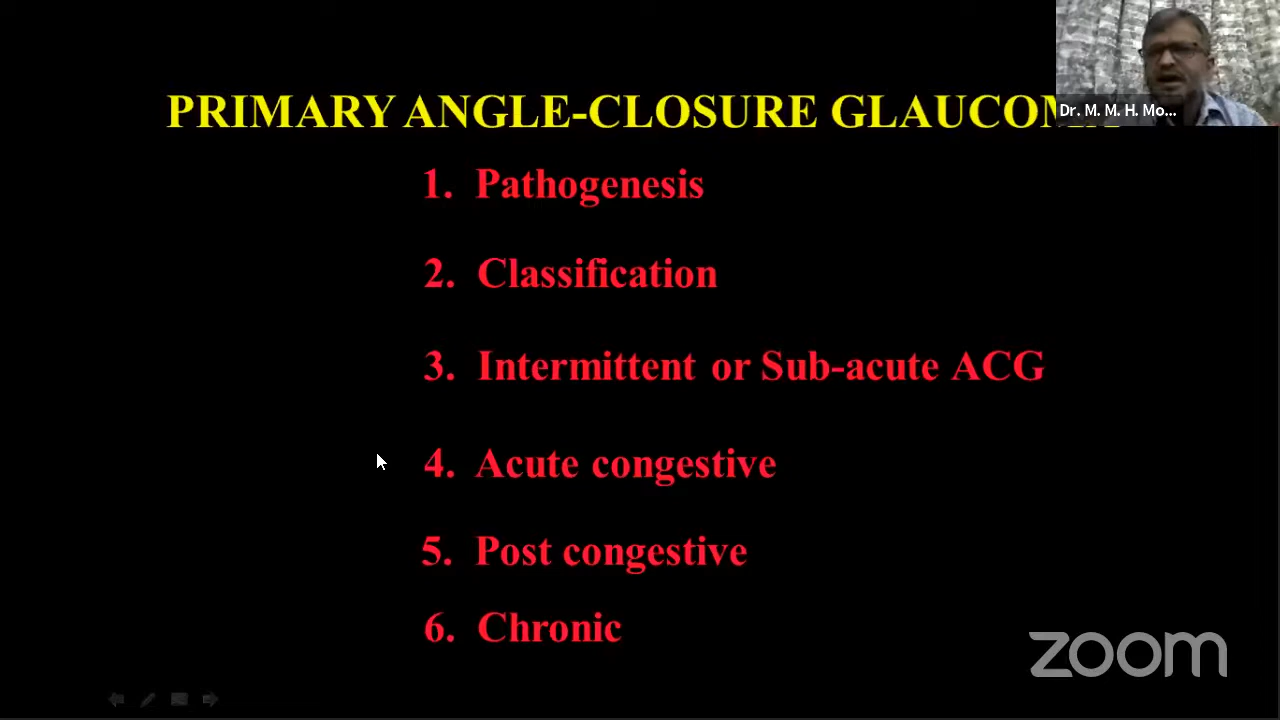 PRIMARY ANGLE-CLOSURE GLAUCOMA
Dr. M. M. H. Mo...
1. Pathogenesis
2. Classification
3. Intermittent or Sub-acute ACG
4. Acute congestive
5. Post congestive
6. Chronic
zoom